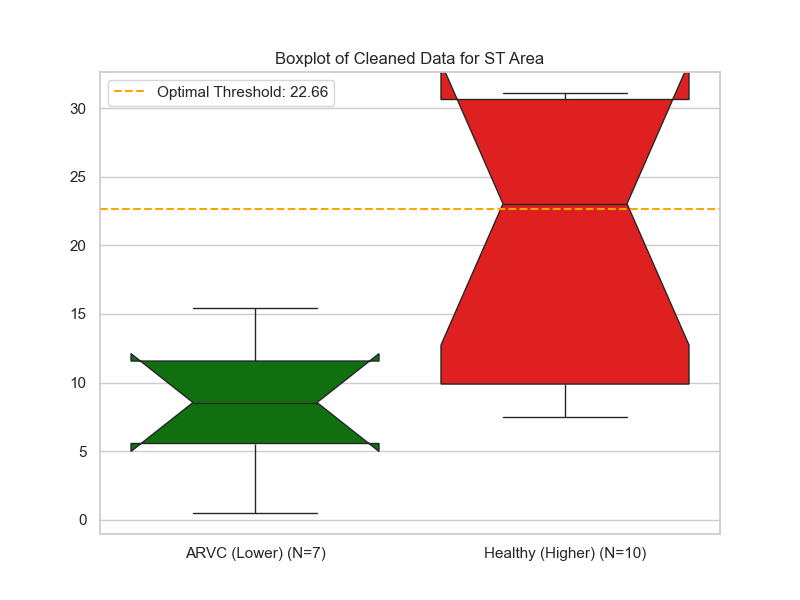 Boxplot of Cleaned Data for ST Area
Optimal Threshold: 22.66
30
25
20
15
10
5
0
ARVC (Lower) (N=7)
Healthy (Higher) (N=10)